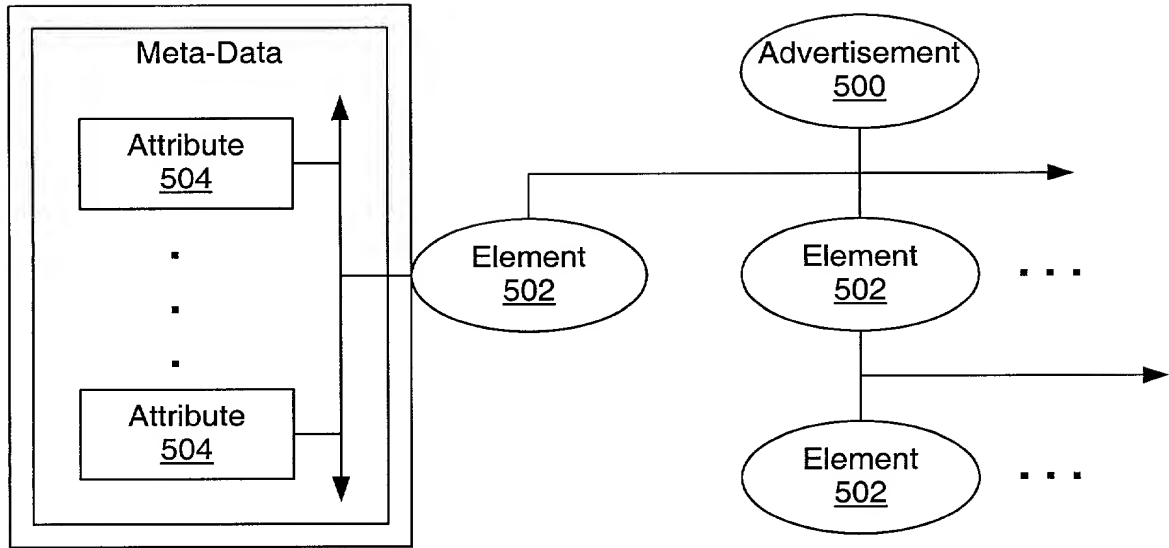 Meta-Data
Attribute
504
Attribute
504
Advertisement
500
Element
502
Element
502
Element
502